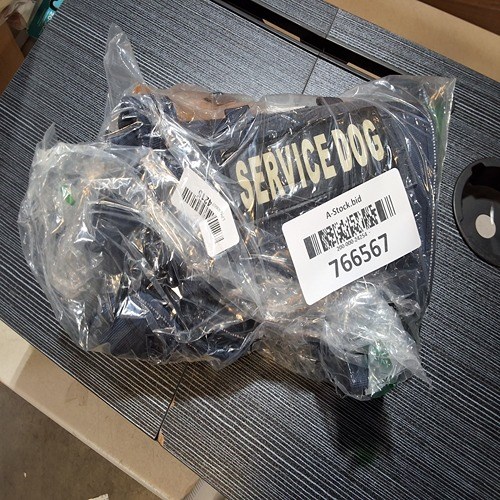 SERVICE DOG
A-Stock.bid
766567